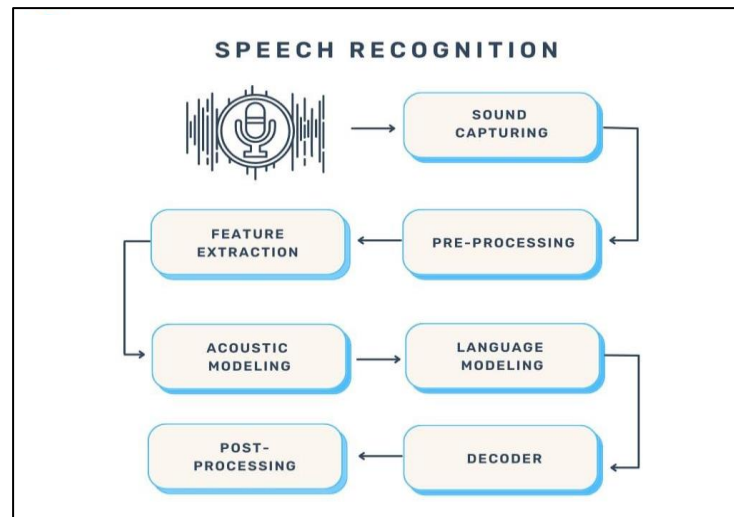 SPEECH RECOGNITION
SOUND
CAPTURING
PRE-PROCESSING
FEATURE
EXTRACTION
ACOUSTIC
MODELING
LANGUAGE
MODELING
DECODER
POST-
PROCESSING